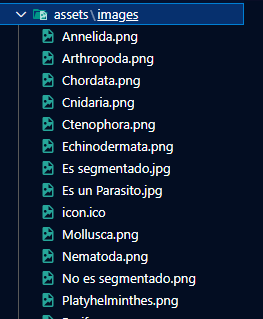 assets\images
Annelida.png
Arthropoda.png
Chordata.png
Cnidaria.png
Ctenophora.png
Echinodermata.png
Es segmentado.jpg
Es un Parasito.jpg
icon.ico
Mollusca.png
Nematoda.png
No es segmentado.png
Platyhelminthes.png